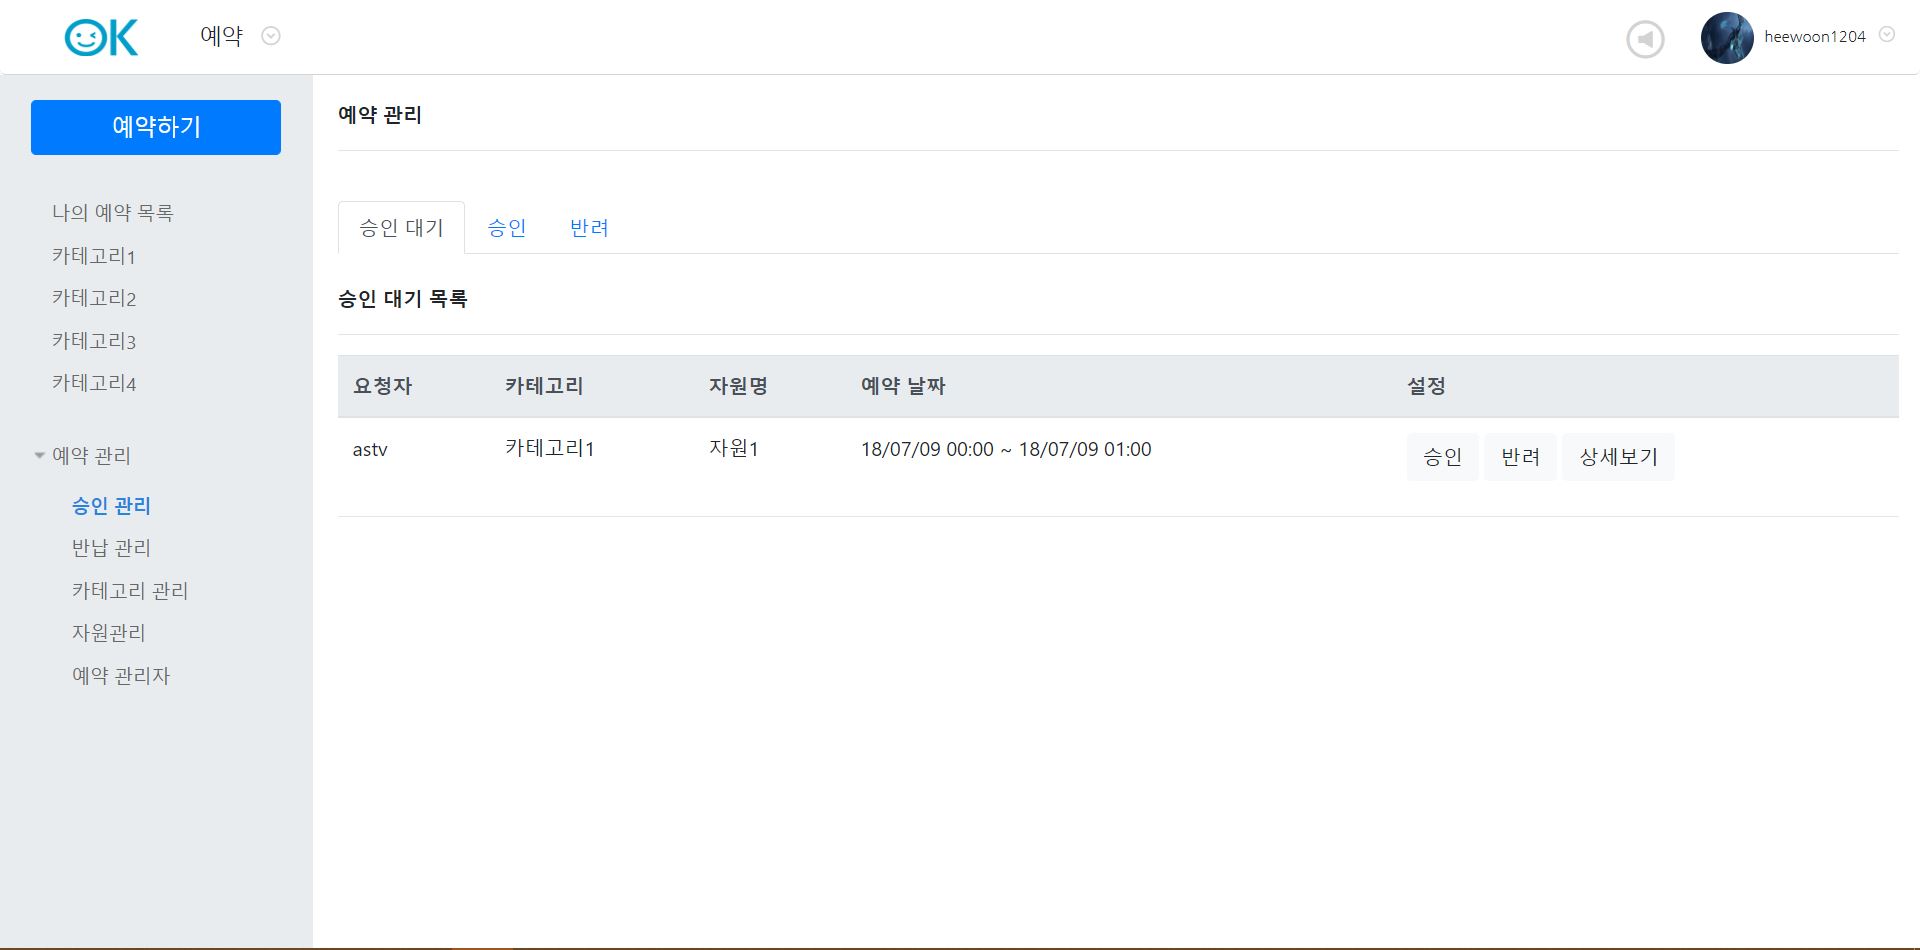 OK 예약 heewoon1204
예약하기
나의 예약 목록
카테고리1
카테고리2
카테고리3
카테고리4
예약 관리
승인 관리
반납 관리
카테고리 관리
자원관리
예약 관리자
예약 관리
승인 대기 승인 반려
승인 대기 목록
요청자 카테고리 자원명 예약 날짜 설정
astv 카테고리1 자원1 18/07/09 00:00 ~ 18/07/09 01:00 승인 반려 상세보기